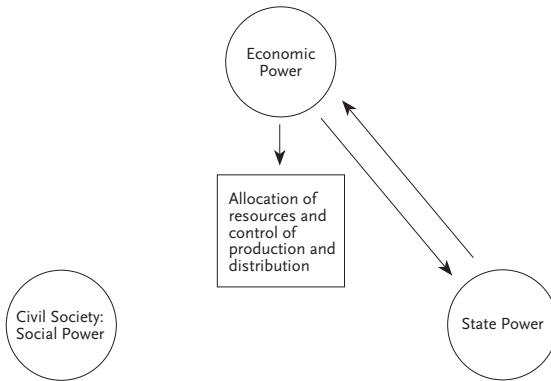 Economic
Power
Allocation of
resources and
control of
production and
distribution
Civil Society:
Social Power
State Power